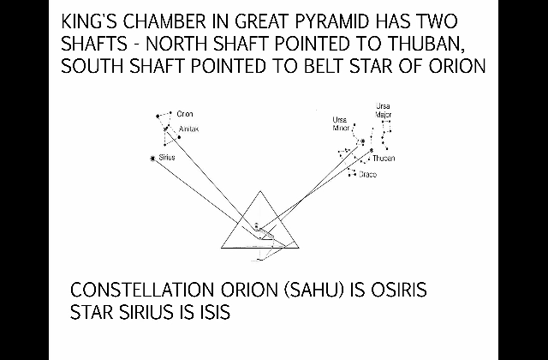 KING'S CHAMBER IN GREAT PYRAMID HAS TWO
SHAFTS - NORTH SHAFT POINTED TO THUBAN,
SOUTH SHAFT POINTED TO BELT STAR OF ORION
Orion
Alnitak
Sirius
Ursa
Minor
Ursa
Major
Thuban
Draco
CONSTELLATION ORION (SAHU) IS OSIRIS
STAR SIRIUS IS ISIS